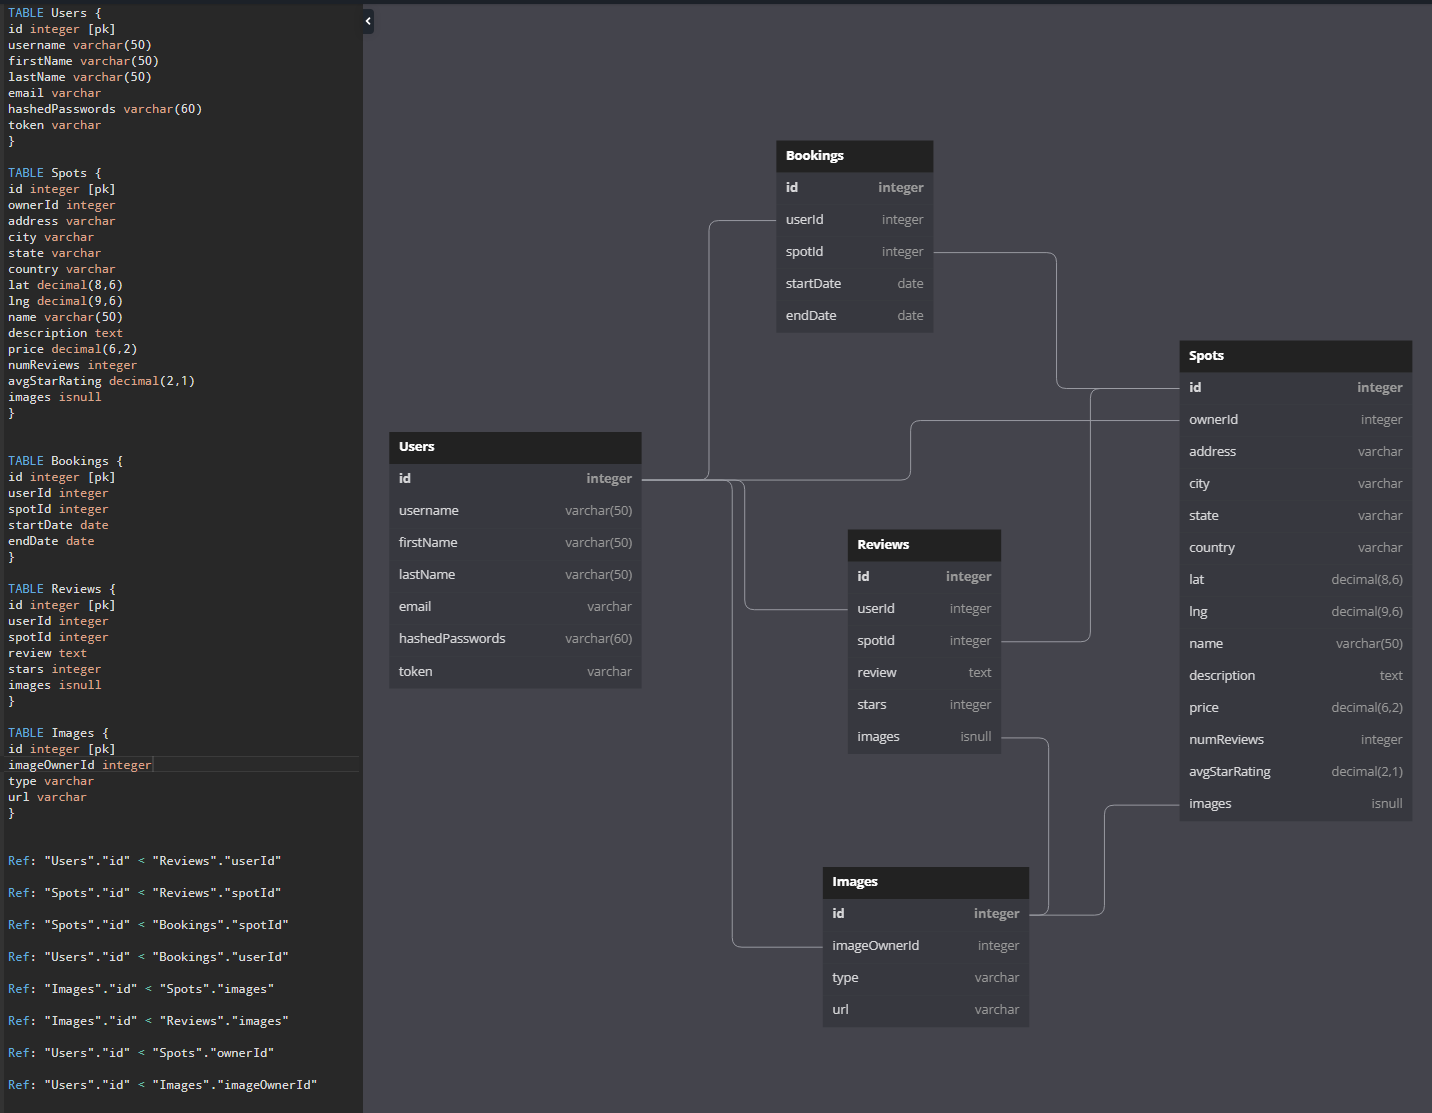 TABLE Users {
id integer [pk]
username varchar(50)
firstName varchar(50)
lastName varchar(50)
email varchar
hashedPasswords varchar(60)
token varchar
}
TABLE Spots {
id integer [pk]
ownerId integer
address varchar
city varchar
state varchar
country varchar
lat decimal(8,6)
lng decimal(9,6)
name varchar(50)
description text
price decimal(6,2)
numReviews integer
avgStarRating decimal(2,1)
images isnull
}
TABLE Bookings {
id integer [pk]
userId integer
spotId integer
startDate date
endDate date
}
TABLE Reviews {
id integer [pk]
userId integer
spotId integer
review text
stars integer
images isnull
}
TABLE Images {
id integer [pk]
imageOwnerId integer
type varchar
url varchar
}
Ref: "Users"."id" < "Reviews"."userId"
Ref: "Spots"."id" < "Reviews"."spotId"
Ref: "Spots"."id" < "Bookings"."spotId"
Ref: "Users"."id" < "Bookings"."userId"
Ref: "Images"."id" < "Spots"."images"
Ref: "Images"."id" < "Reviews"."images"
Ref: "Users"."id" < "Spots"."ownerId"
Ref: "Users"."id" < "Images"."imageOwnerId"
Users
id integer
username varchar(50)
firstName varchar(50)
lastName varchar(50)
email varchar
hashedPasswords varchar(60)
token varchar
Bookings
id integer
userId integer
spotId integer
startDate date
endDate date
Reviews
id integer
userId integer
spotId integer
review text
stars integer
images isnull
Images
id integer
imageOwnerId integer
type varchar
url varchar
Spots
id integer
ownerId integer
address varchar
city varchar
state varchar
country varchar
lat decimal(8,6)
lng decimal(9,6)
name varchar(50)
description text
price decimal(6,2)
numReviews integer
avgStarRating decimal(2,1)
images isnull